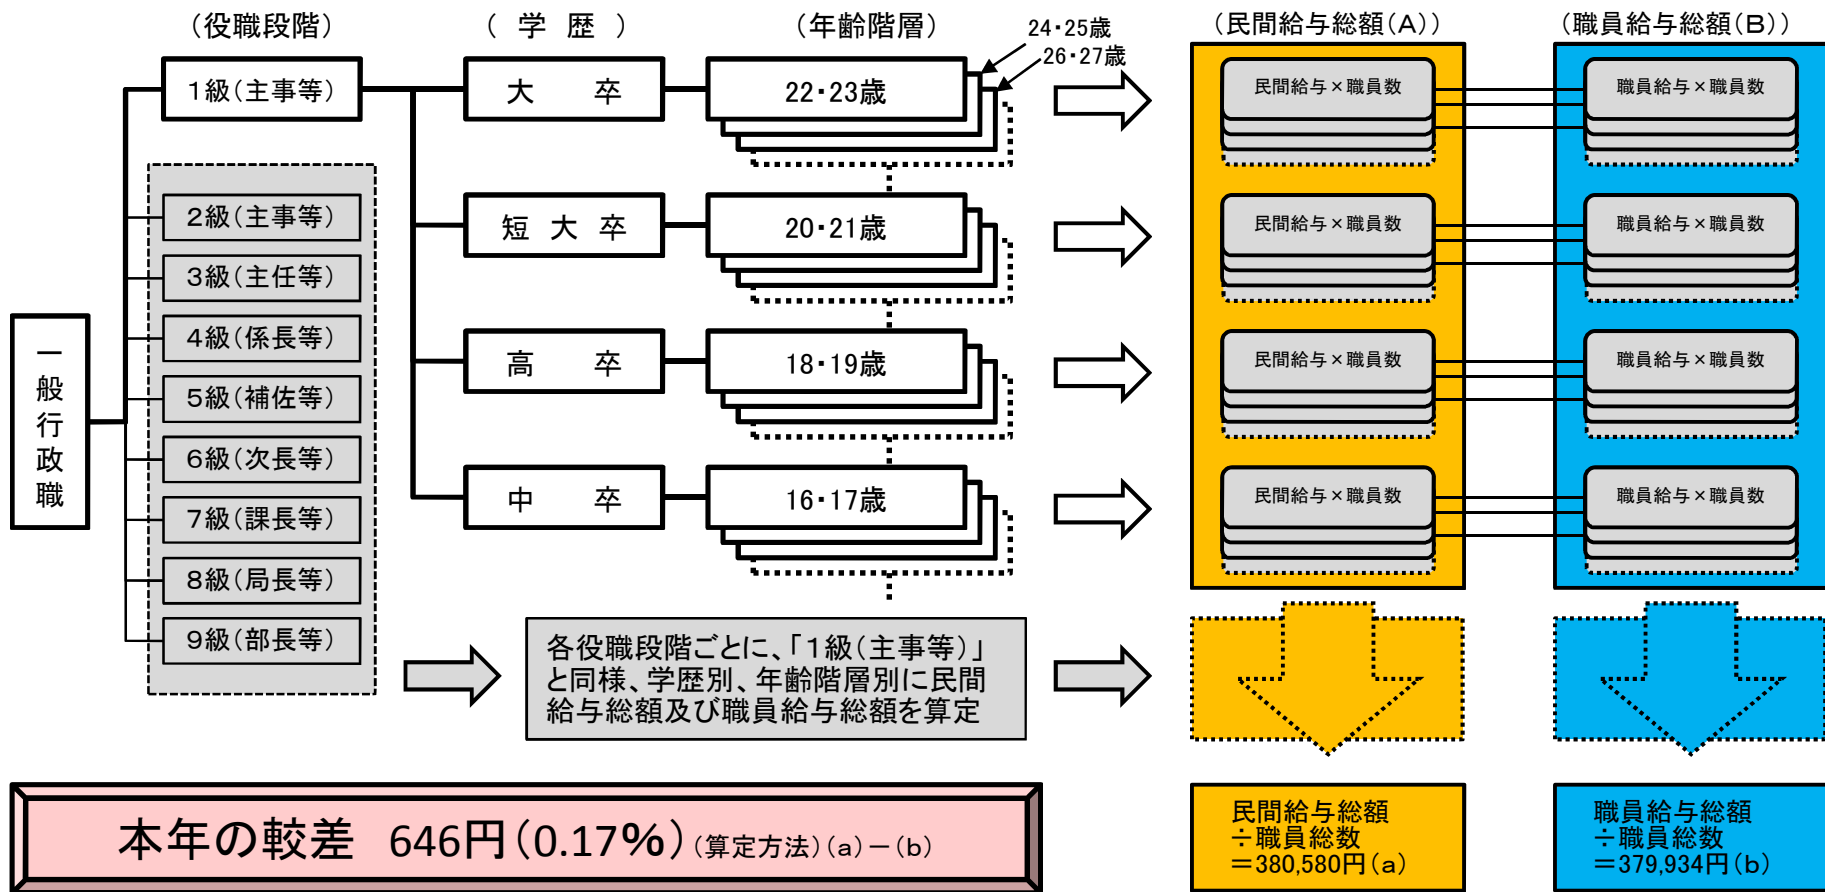 (役職段階)
(学歴)
(年齢階層)
24・25歳
26・27歳
(民間給与総額(A))
(職員給与総額(B))
一般行政職
1級(主事等)
2級(主事等)
3級(主任等)
4級(係長等)
5級(補佐等)
6級(次長等)
7級(課長等)
8級(局長等)
9級(部長等)
大卒
22・23歳
民間給与×職員数
職員給与×職員数
短大卒
20・21歳
民間給与×職員数
職員給与×職員数
高卒
18・19歳
民間給与×職員数
職員給与×職員数
中卒
16・17歳
民間給与×職員数
職員給与×職員数
各役職段階ごとに、「1級(主事等)」
と同様、学歴別、年齢階層別に民間
給与総額及び職員給与総額を算定
本年の較差 646円(0.17%)(算定方法)(a)-(b)
民間給与総額
÷職員総数
=380,580円(a)
職員給与総額
÷職員総数
=379,934円(b)